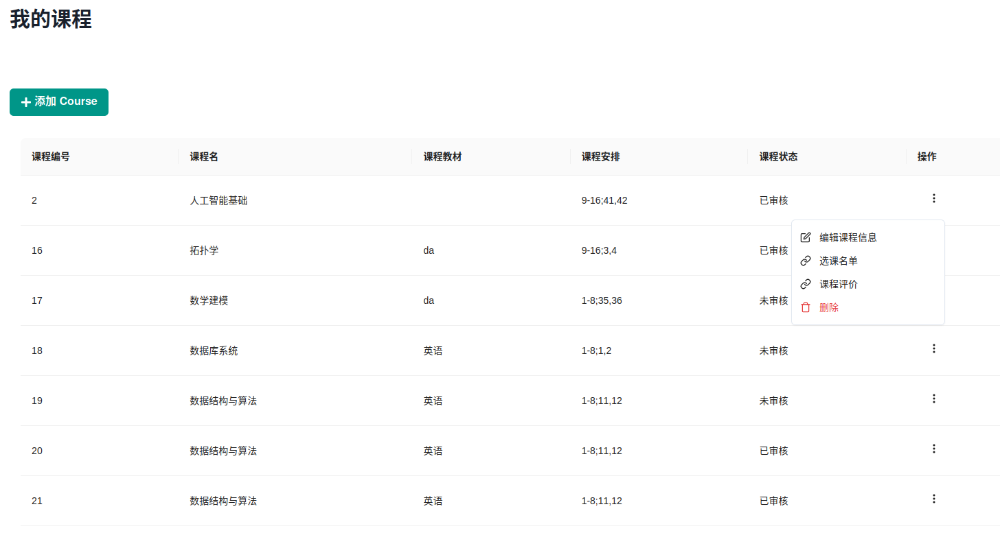 我的课程
添加 Course
课程编号 课程名 课程教材 课程安排 课程状态 操作
2 人工智能基础 9-16;41,42 已审核
16 拓扑学 da 9-16;3,4 已审核
17 数学建模 da 1-8;35,36 未审核
编辑课程信息
选课名单
课程评价
删除
18 数据库系统 英语 1-8;1,2 未审核
19 数据结构与算法 英语 1-8;11,12 未审核
20 数据结构与算法 英语 1-8;11,12 已审核
21 数据结构与算法 英语 1-8;11,12 已审核